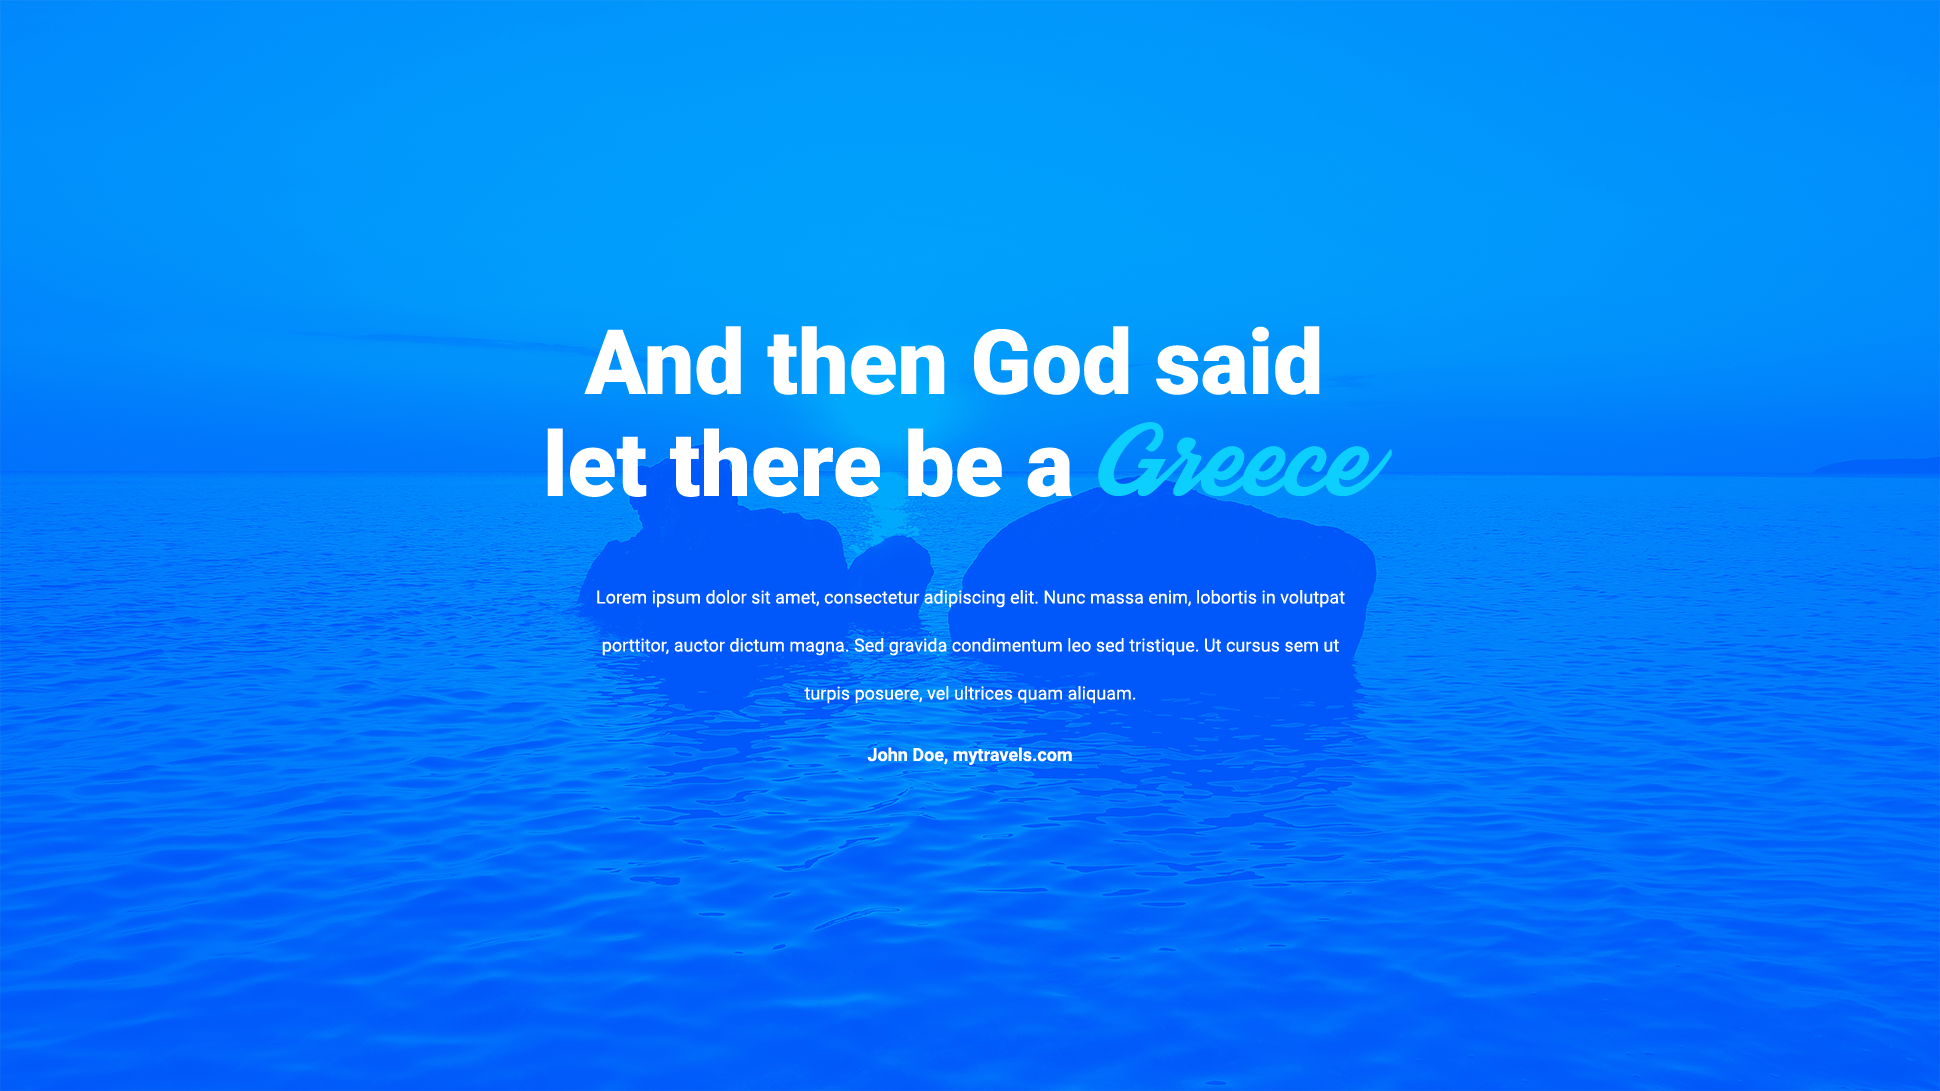 And then God said
let there be a Greece
Lorem ipsum dolor sit amet, consectetur adipiscing elit. Nunc massa enim, lobortis in volutpat
porttitor, auctor dictum magna. Sed gravida condimentum leo sed tristique. Ut cursus sem ut
turpis posuere, vel ultrices quam aliquam.
John Doe, mytravels.com